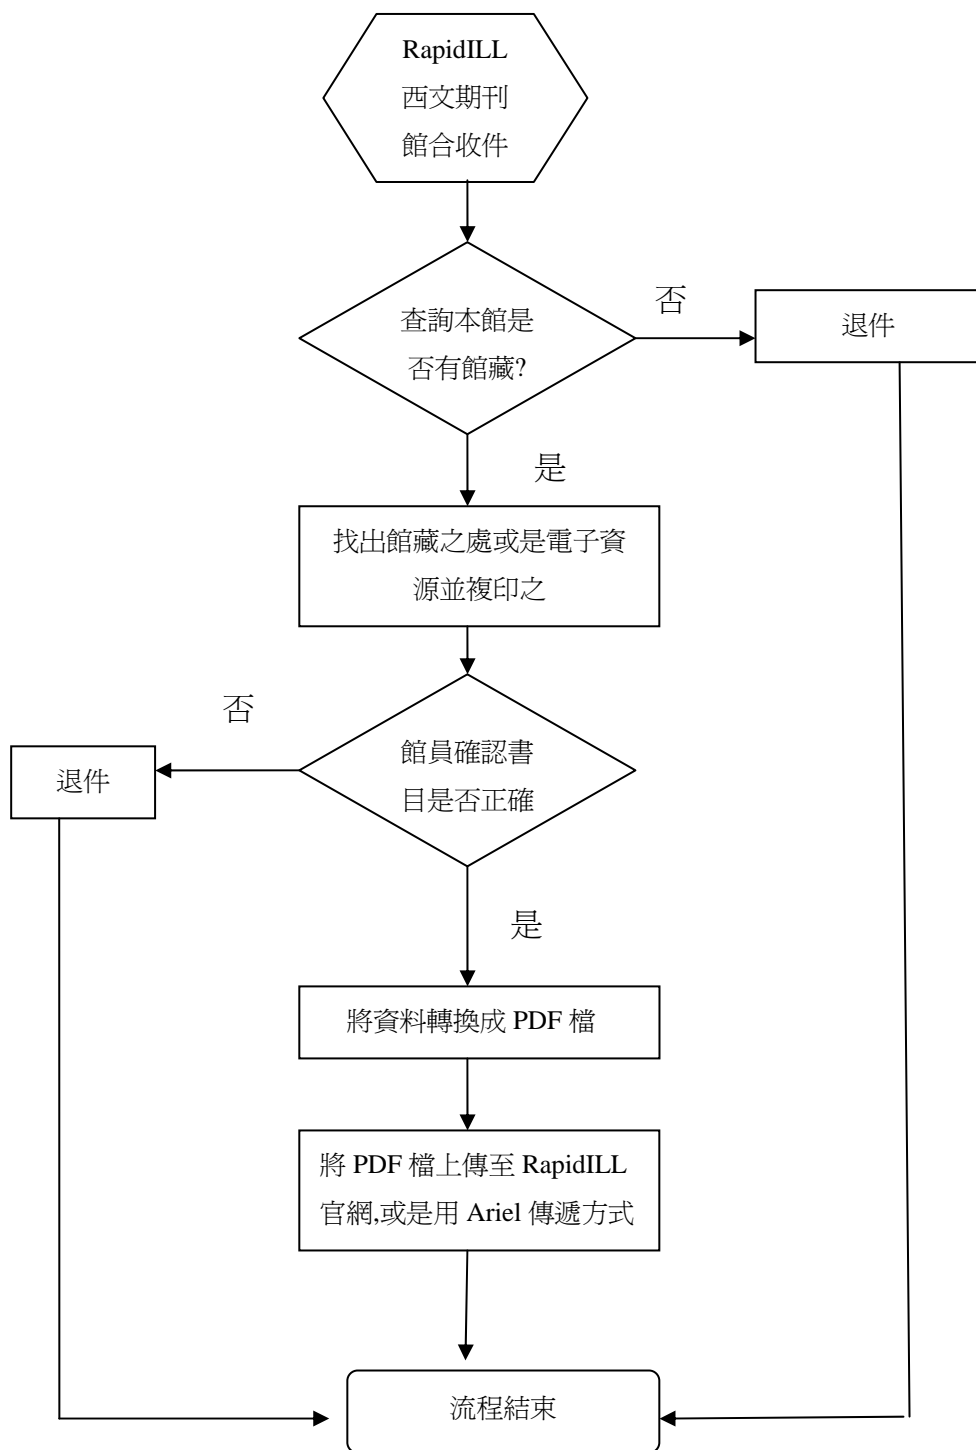 RapidILL
西文期刊
館合收件
查詢本館是
否有館藏?
否
退件
是
找出館藏之處或是電子資
源並複印之
否
退件
館員確認書
目是否正確
是
將資料轉換成 PDF 檔
將 PDF 檔上傳至 RapidILL
官網,或是用 Ariel 傳遞方式
流程結束